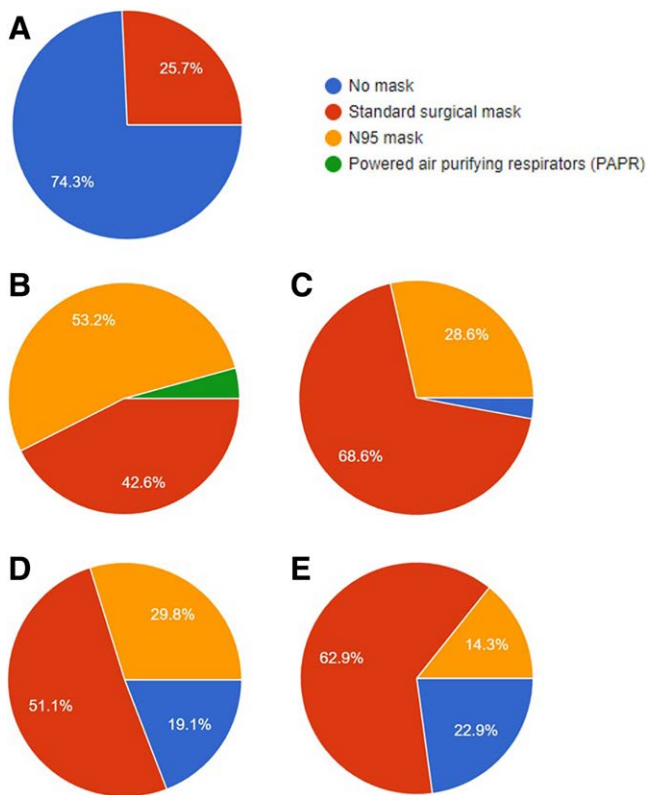 A
25.7%
74.3%
No mask
Standard surgical mask
N95 mask
Powered air purifying respirators (PAPR)
B
53.2%
42.6%
C
28.6%
68.6%
D
29.8%
51.1%
19.1%
E
62.9%
14.3%
22.9%